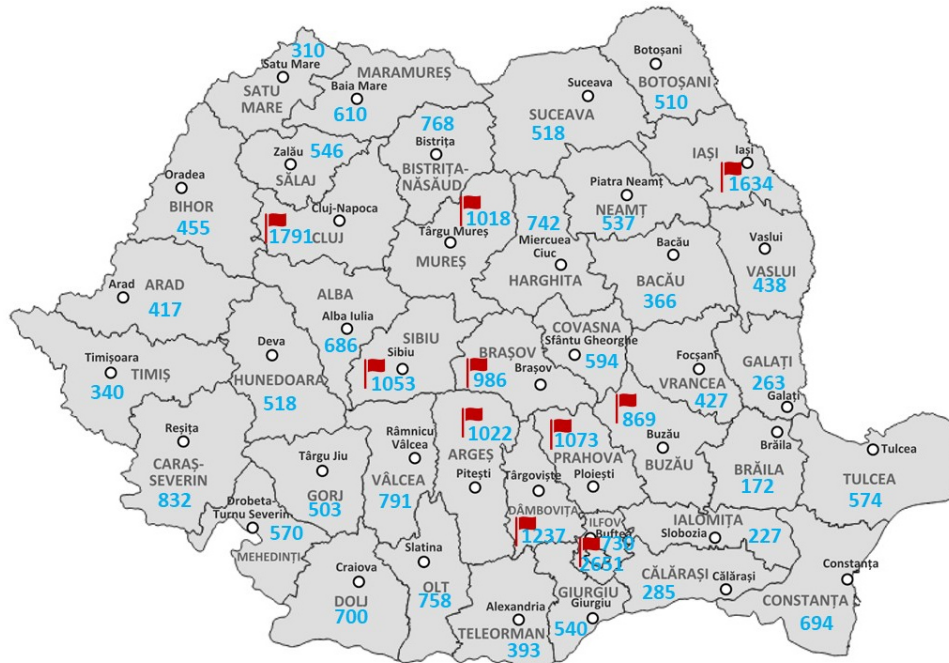 310
Satu Mare
SATU
MARE
MARAMUREȘ
Baia Mare
610
Suceava
SUCEAVA
518
Botoșani
BOTOȘANI
510
768
Bistrița
BISTRIȚA-
NĂSĂUD
Zalău
546
SĂLAJ
Oradea
BIHOR
455
Cluj-Napoca
1791
CLUJ
1018
Târgu Mureș
MUREȘ
742
Miercuea
Ciuc
HARGHITA
Piatra Neamț
NEAMȚ
537
IAȘI
Iași
1634
Bacău
BACĂU
366
Vaslui
VASLUI
438
ARAD
Arad
417
ALBA
Alba Iulia
686
SIBIU
Sibiu
1053
BRAȘOV
986
Brașov
COVASNA
Sfântu Gheorghe
594
Focșani
VRANCEA
427
GALAȚI
263
Galați
Timișoara
TIMIȘ
340
Deva
HUNEDOARA
518
Reșița
CARAȘ-
SEVERIN
832
Târgu Jiu
GORJ
503
Râmnicu
Vâlcea
VÂLCEA
791
1022
ARGEȘ
Pitești
1073
PRAHOVA
Târgoviște
Ploiești
DÂMBOVIȚA
1237
869
Buzău
BUZĂU
Brăila
BRĂILA
172
Tulcea
TULCEA
574
Drobeta-
Turnu Severin
570
MEHEDINȚI
Craiova
DOLJ
700
Slatina
OLT
758
Alexandria
TELEORMAN
393
ILFOV
Buftea
2651
GIURGIU
Giurgiu
540
IALOMIȚA
Slobozia
227
CĂLĂRAȘI
Călărași
285
Constanța
CONSTANȚA
694